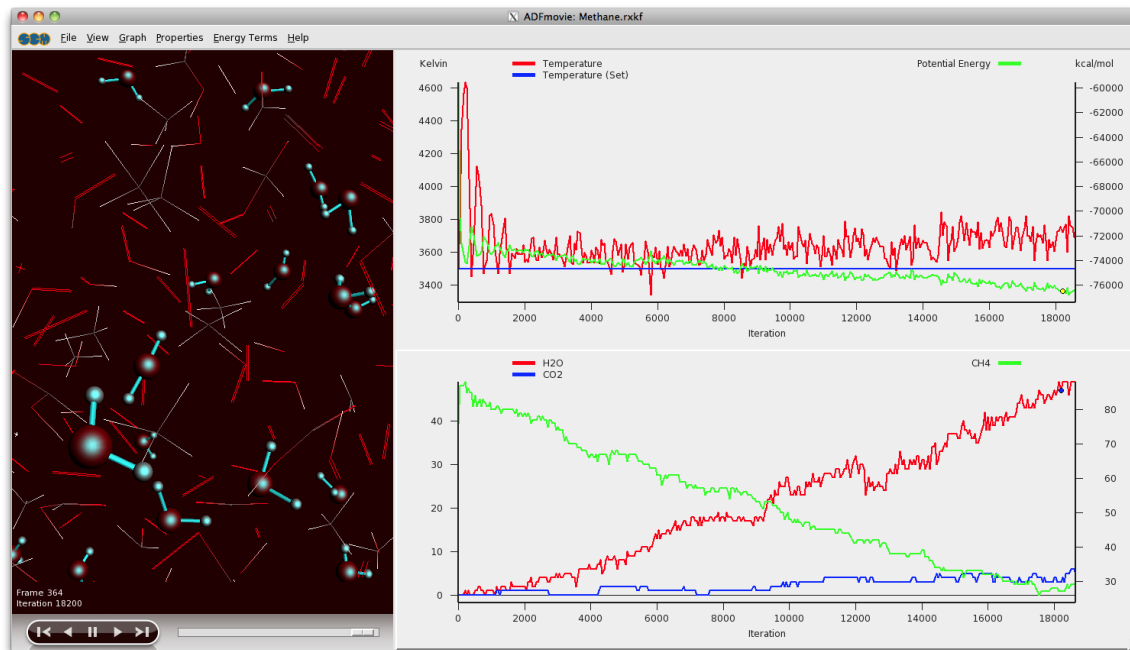 ADFmovie: Methane.rxkf
SCM File View Graph Properties Energy Terms Help
Kelvin
Temperature
Temperature (Set)
Potential Energy
kcal/mol
4600
4400
4200
4000
3800
3600
3400
-60000
-62000
-64000
-66000
-68000
-70000
-72000
-74000
-76000
0 2000 4000 6000 8000 10000 12000 14000 16000 18000
Iteration
H2O
CO2
CH4
40
30
20
10
0
80
70
60
50
40
30
0 2000 4000 6000 8000 10000 12000 14000 16000 18000
Iteration
Frame 364
Iteration 18200